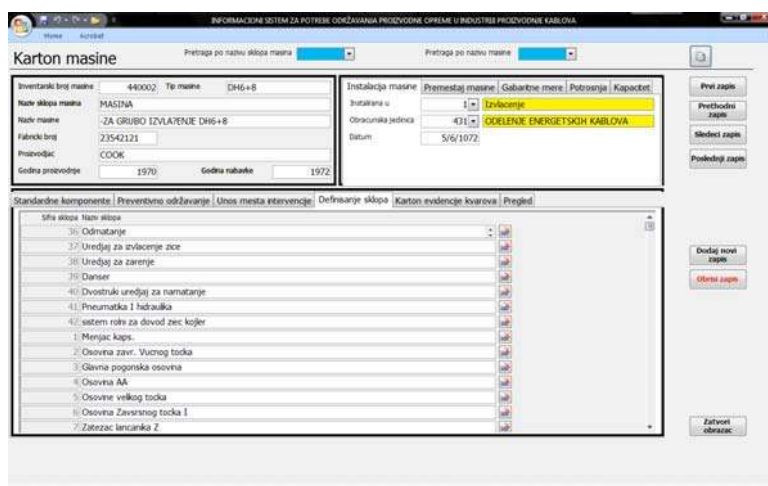 INFORMACIONI SISTEM ZA POTREBE ODRŽAVANJA PROIZVODNE OPREME U INDUSTRIJI PROIZVODNJE KABLOVA
Home Acrobat
Karton masine
Pretraga po nazivu sklopa masina
Pretraga po nazivu masine
Inventarski broj masine 440002 Tip masine DH6+8
Naziv sklopa masina MASINA
Naziv masine -ZA GRUBO IZVLA?ENJE DH6+8
Fabricki broj 23542121
Proizvodjac COOK
Godina proizvodnje 1970 Godina nabavke 1972
Instalacija masine Premestaj masine Gabaritne mere Potrosnja Kapacitet
Instalirana u 1 Izvlacenje
Obracunska jedinica 431 ODELENJE ENERGETSKIH KABLOVA
Datum 5/6/1072
Prvi zapis
Prethodni zapis
Sledeci zapis
Poslednji zapis
Standardne komponente Preventivno održavanje Unos mesta intervencije Definisanje sklopa Karton evidencije kvarova Pregled
Sifra sklopa Naziv sklopa
36 Odmatanje
37 Uredjaj za izvlacenje zice
38 Uredjaj za zarenje
39 Danser
40 Dvostruki uredjaj za namatanje
41 Pneumatika I hidraulka
42 sistem rolni za dovod ziec kojler
1 Menjac kaps.
2 Osovina zavr. Vucnog tocka
3 Glavna pogonska osovina
4 Osovina AA
5 Osovine velkog tocka
6 Osovina Zavsrsnog tocka I
7 Zatezac lancanika Z
Dodaj novi zapis
Obrisi zapis
Zatvori obrazac